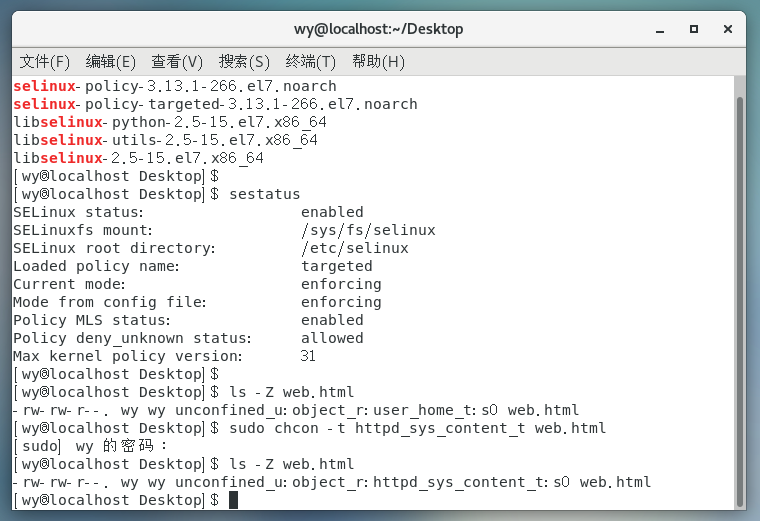 wy@localhost:~/Desktop
文件(F) 编辑(E) 查看(V) 搜索(S) 终端(T) 帮助(H)
selinux-policy-3.13.1-266.el7.noarch
selinux-policy-targeted-3.13.1-266.el7.noarch
libselinux-python-2.5-15.el7.x86_64
libselinux-utils-2.5-15.el7.x86_64
libselinux-2.5-15.el7.x86_64
[wy@localhost Desktop]$
[wy@localhost Desktop]$ sestatus
SELinux status:                 enabled
SELinuxfs mount:                /sys/fs/selinux
SELinux root directory:         /etc/selinux
Loaded policy name:             targeted
Current mode:                   enforcing
Mode from config file:          enforcing
Policy MLS status:              enabled
Policy deny_unknown status:     allowed
Max kernel policy version:      31
[wy@localhost Desktop]$
[wy@localhost Desktop]$ ls -Z web.html
-rw-rw-r--. wy wy unconfined_u:object_r:user_home_t:s0 web.html
[wy@localhost Desktop]$ sudo chcon -t httpd_sys_content_t web.html
[sudo] wy 的密码：
[wy@localhost Desktop]$ ls -Z web.html
-rw-rw-r--. wy wy unconfined_u:object_r:httpd_sys_content_t:s0 web.html
[wy@localhost Desktop]$